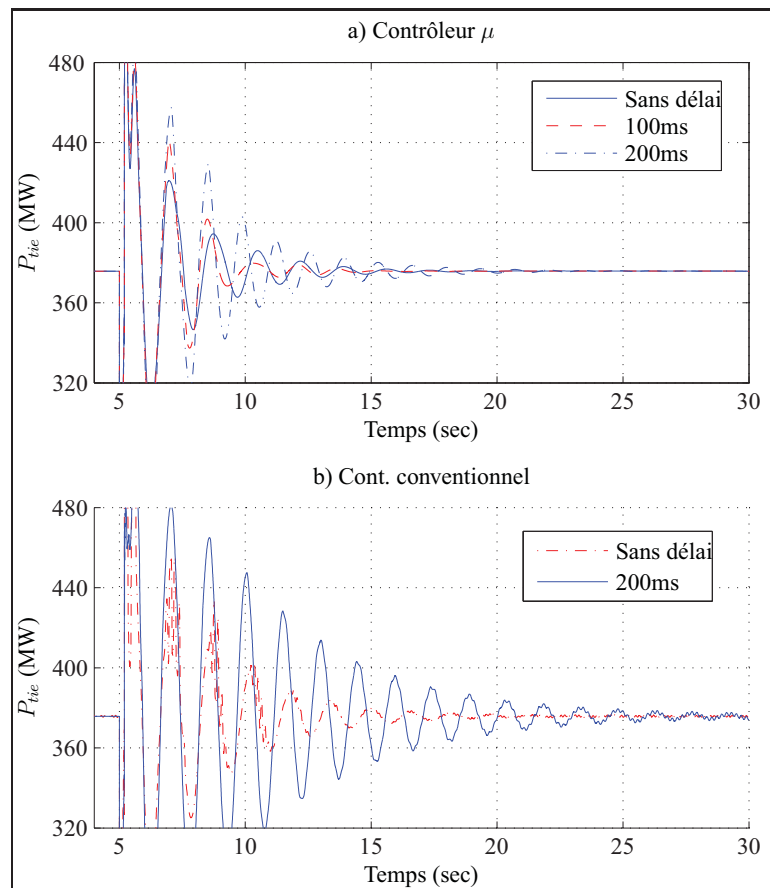 a) Contrôleur μ
480
440
400
360
320
P_tie (MW)
Sans délai
100ms
200ms
5 10 15 20 25 30
Temps (sec)
b) Cont. conventionnel
480
440
400
360
320
P_tie (MW)
Sans délai
200ms
5 10 15 20 25 30
Temps (sec)